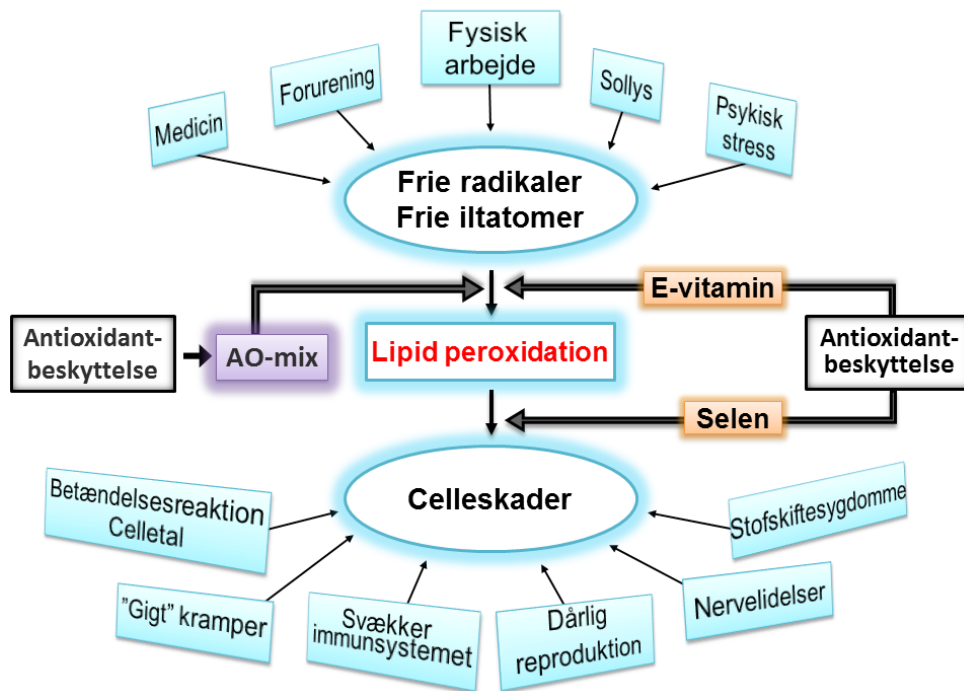 Fysisk
arbejde
Forurening
Sollys
Medicin
Psykisk
stress
Frie radikaler
Frie iltatomer
E-vitamin
Antioxidant-
beskyttelse
AO-mix
Lipid peroxidation
Antioxidant-
beskyttelse
Selen
Celleskader
Betændelsesreaktion
Celletal
Stofskiftesygdomme
"Gigt" kramper
Svækker
immunsystemet
Dårlig
reproduktion
Nervelidelser